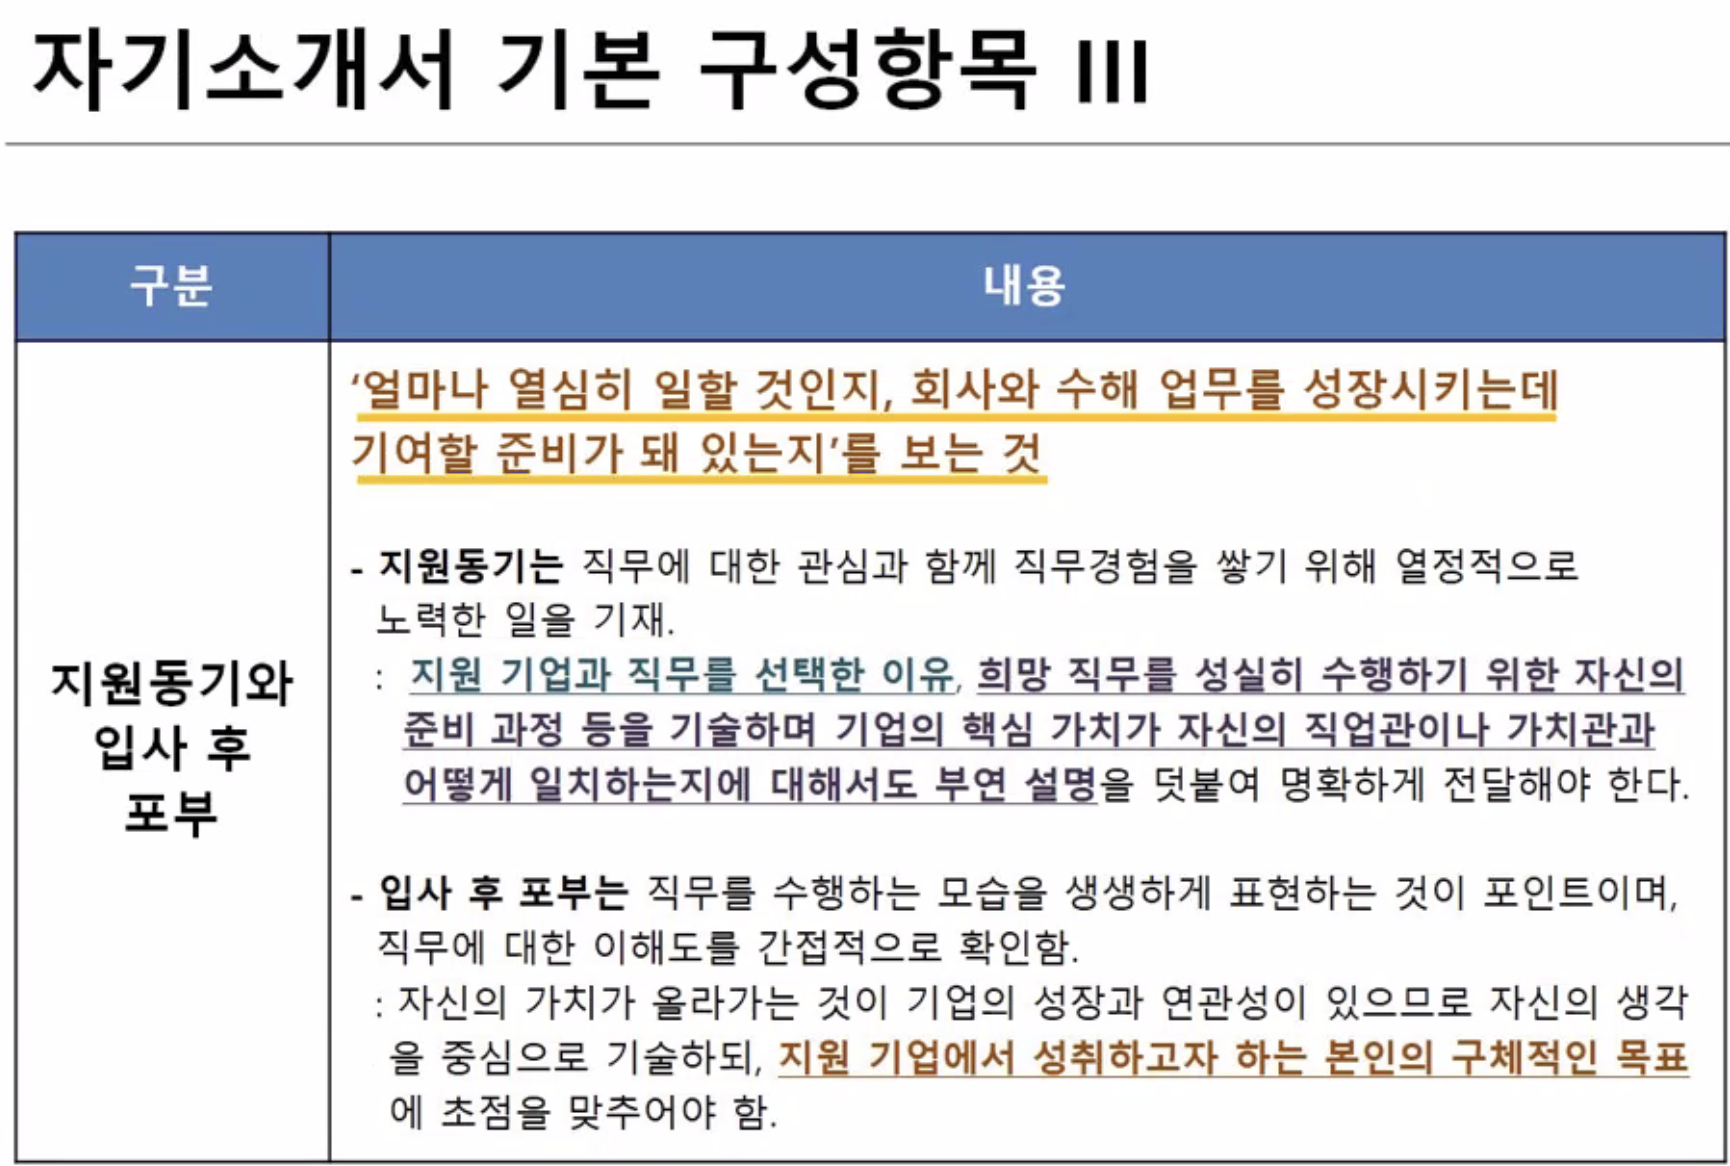 자기소개서 기본 구성항목 III
구분
내용
지원동기와
입사 후
포부
‘얼마나 열심히 일할 것인지, 회사와 수해 업무를 성장시키는데
기여할 준비가 돼 있는지’를 보는 것
- 지원동기는 직무에 대한 관심과 함께 직무경험을 쌓기 위해 열정적으로
노력한 일을 기재.
: 지원 기업과 직무를 선택한 이유, 희망 직무를 성실히 수행하기 위한 자신의
준비 과정 등을 기술하며 기업의 핵심 가치가 자신의 직업관이나 가치관과
어떻게 일치하는지에 대해서도 부연 설명을 덧붙여 명확하게 전달해야 한다.
- 입사 후 포부는 직무를 수행하는 모습을 생생하게 표현하는 것이 포인트이며,
직무에 대한 이해도를 간접적으로 확인함.
: 자신의 가치가 올라가는 것이 기업의 성장과 연관성이 있으므로 자신의 생각
을 중심으로 기술하되, 지원 기업에서 성취하고자 하는 본인의 구체적인 목표
에 초점을 맞추어야 함.